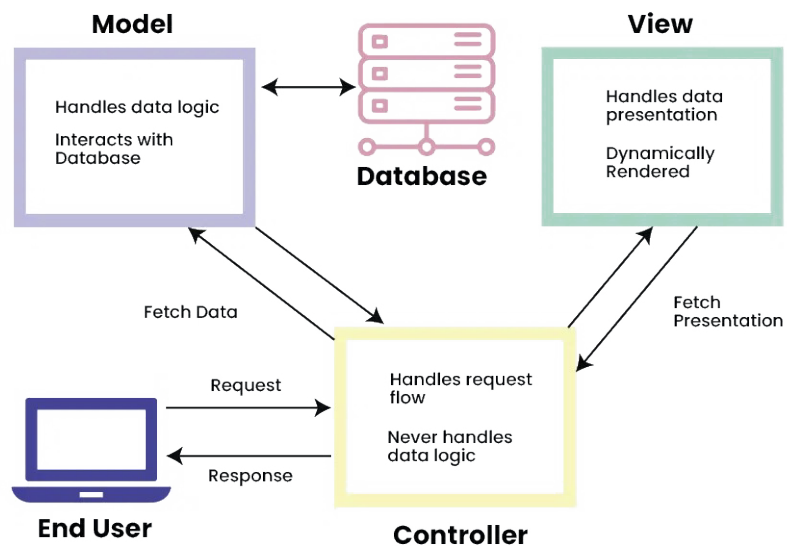 Model
View
Handles data logic
Interacts with
Database
Database
Handles data
presentation
Dynamically
Rendered
Fetch Data
Fetch
Presentation
Request
Response
Handles request
flow
Never handles
data logic
End User
Controller